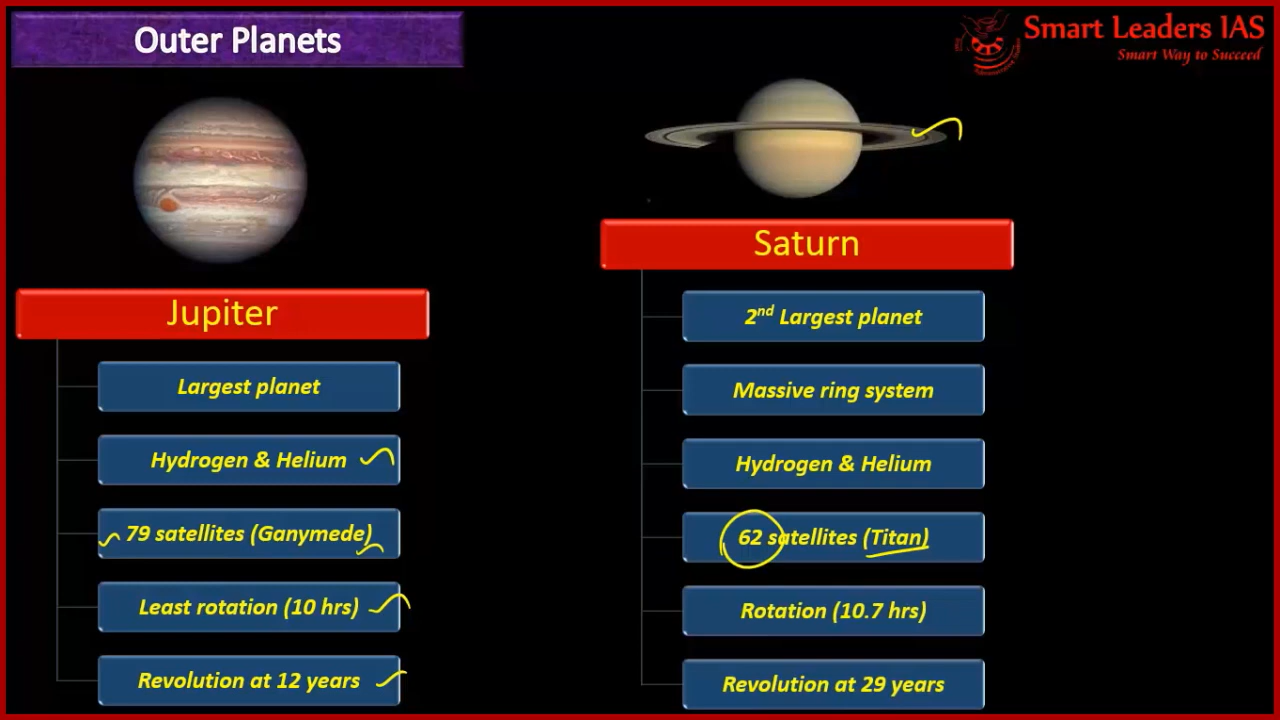 Outer Planets
Smart Leaders IAS
Smart Way to Succeed
Jupiter
Largest planet
Hydrogen & Helium
79 satellites (Ganymede)
Least rotation (10 hrs)
Revolution at 12 years
Saturn
2nd Largest planet
Massive ring system
Hydrogen & Helium
62 satellites (Titan)
Rotation (10.7 hrs)
Revolution at 29 years